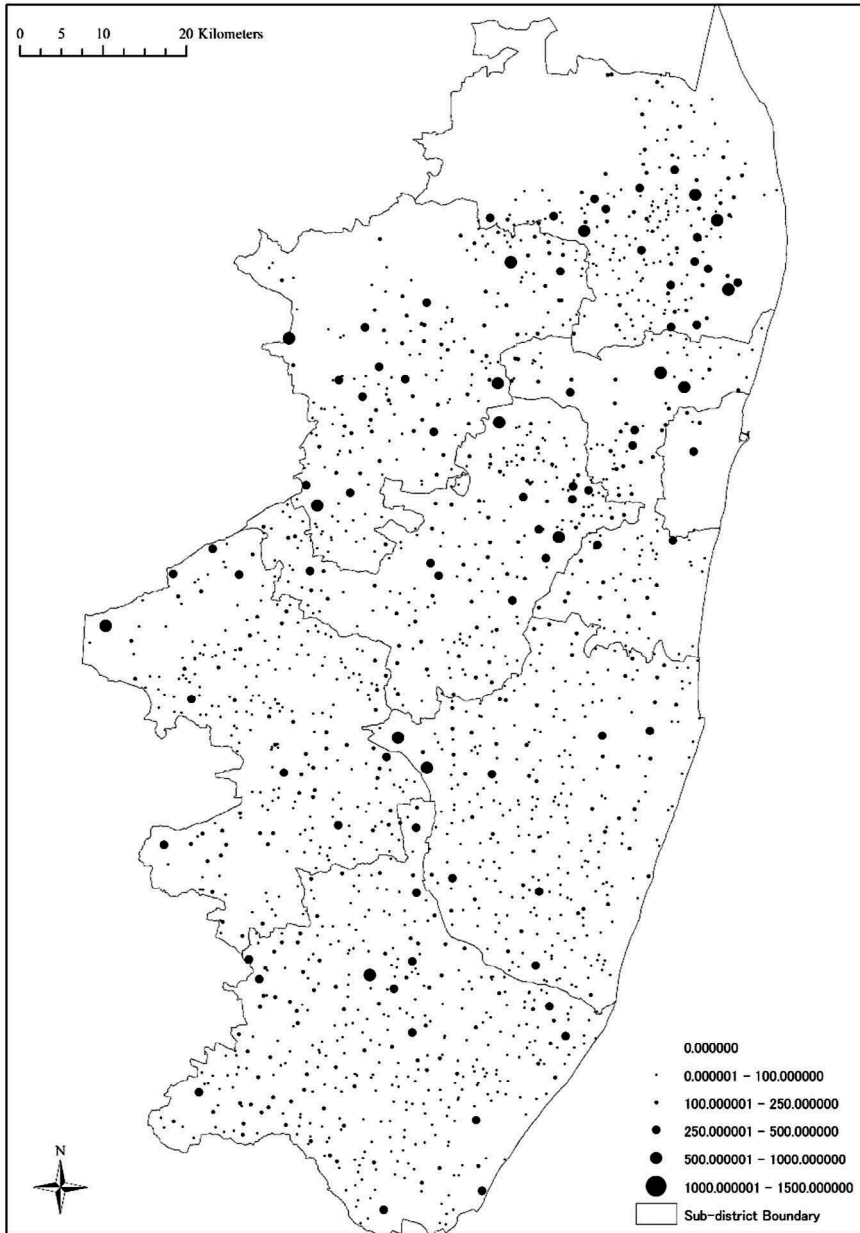 0 5 10 20 Kilometers
0.000000
0.000001 - 100.000000
100.000001 - 250.000000
250.000001 - 500.000000
500.000001 - 1000.000000
1000.000001 - 1500.000000
N
Sub-district Boundary